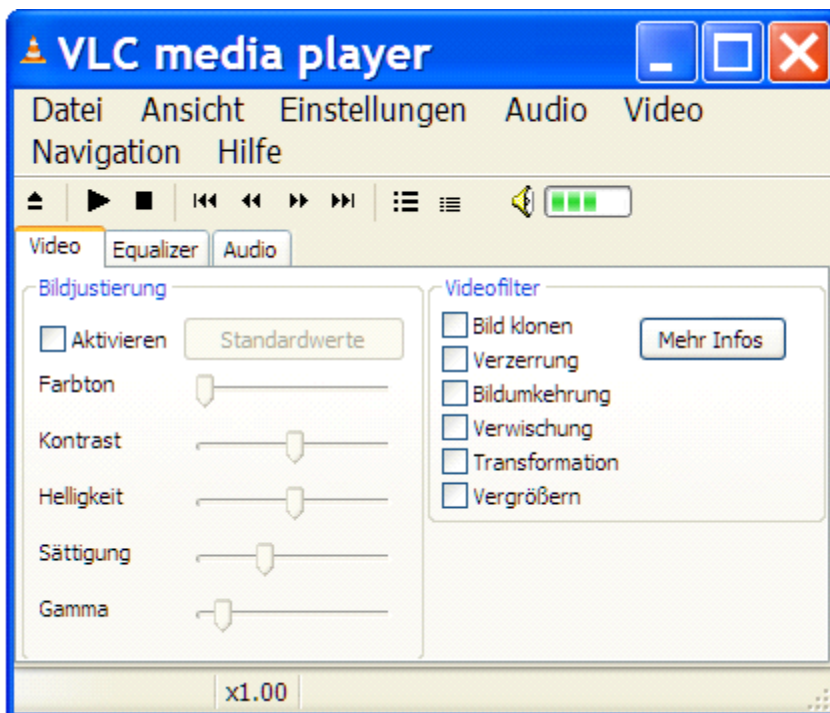 VLC media player
Datei Ansicht Einstellungen Audio Video
Navigation Hilfe
Video Equalizer Audio
Bildjustierung
Aktivieren Standardwerte
Farbton
Kontrast
Helligkeit
Sättigung
Gamma
Videofilter
Bild klonen
Mehr Infos
Verzerrung
Bildumkehrung
Verwischung
Transformation
Vergrößern
x1.00